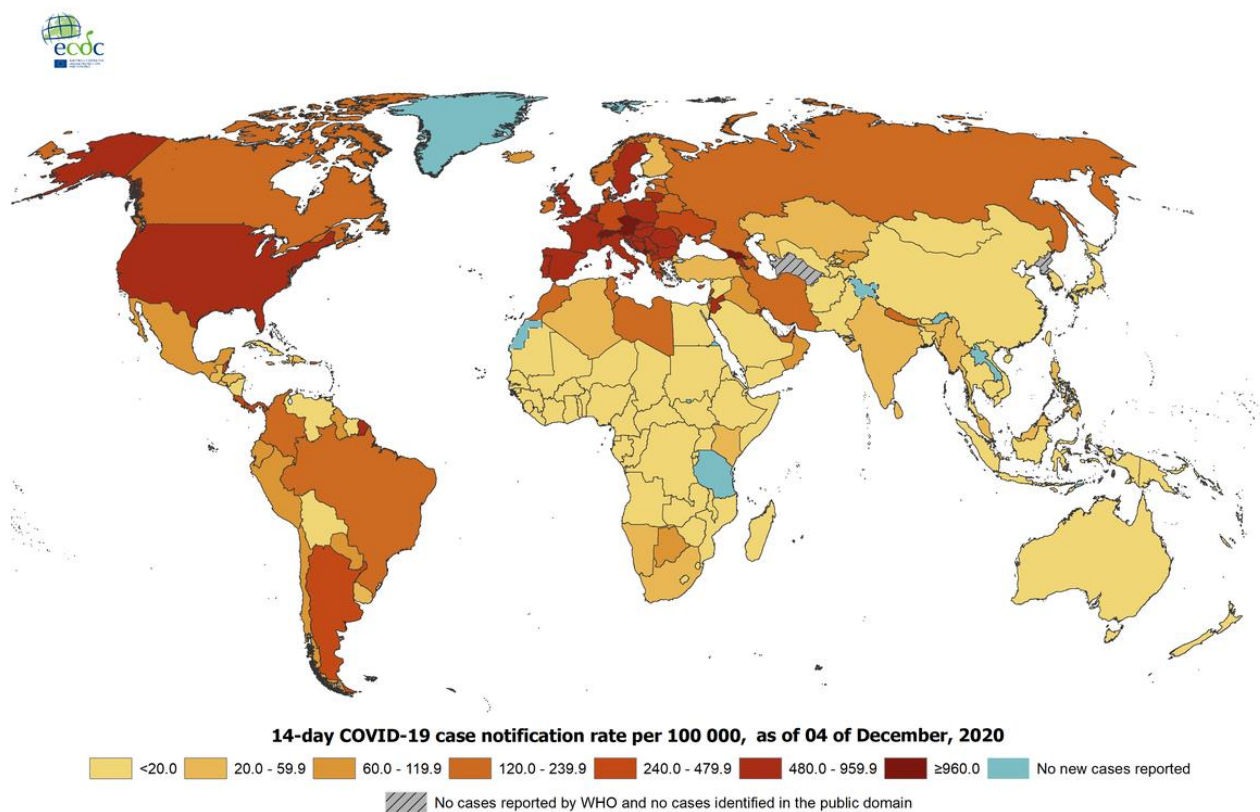 ecdc
14-day COVID-19 case notification rate per 100 000, as of 04 of December, 2020
<20.0 20.0 - 59.9 60.0 - 119.9 120.0 - 239.9 240.0 - 479.9 480.0 - 959.9 ≥960.0 No new cases reported
No cases reported by WHO and no cases identified in the public domain